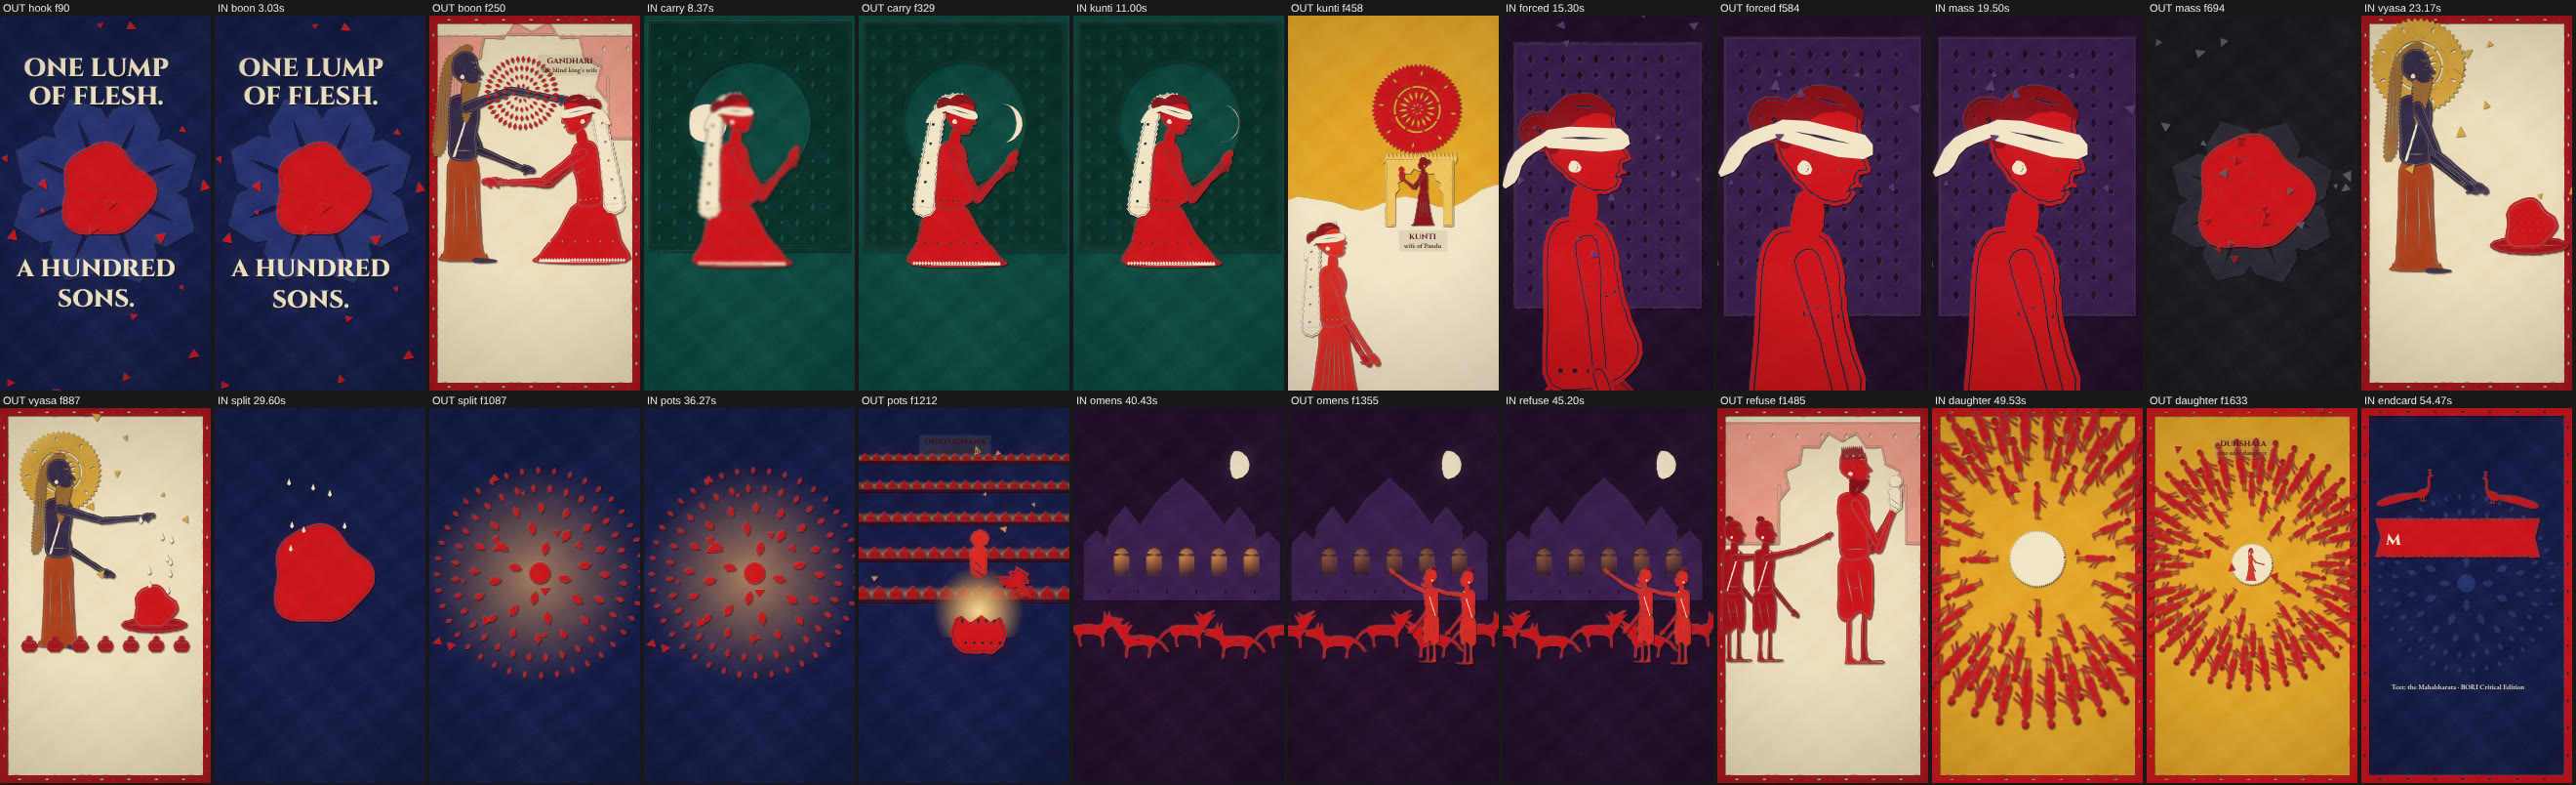 OUT hook f90
ONE LUMP
OF FLESH.
A HUNDRED
SONS.
IN boon 3.03s
ONE LUMP
OF FLESH.
A HUNDRED
SONS.
OUT boon f250
GANDHARI
blind king's wife
IN carry 8.37s
OUT carry f329
IN kunti 11.00s
OUT kunti f458
KUNTI
wife of Pandu
IN forced 15.30s
OUT forced f584
IN mass 19.50s
OUT mass f694
IN vyasa 23.17s
OUT vyasa f887
IN split 29.60s
OUT split f1087
IN pots 36.27s
OUT pots f1212
DURYODHANA
IN omens 40.43s
OUT omens f1355
IN refuse 45.20s
OUT refuse f1485
IN daughter 49.53s
OUT daughter f1633
DUHSHALA
IN endcard 54.47s
M
Text: the Mahabharata · BORI Critical Edition